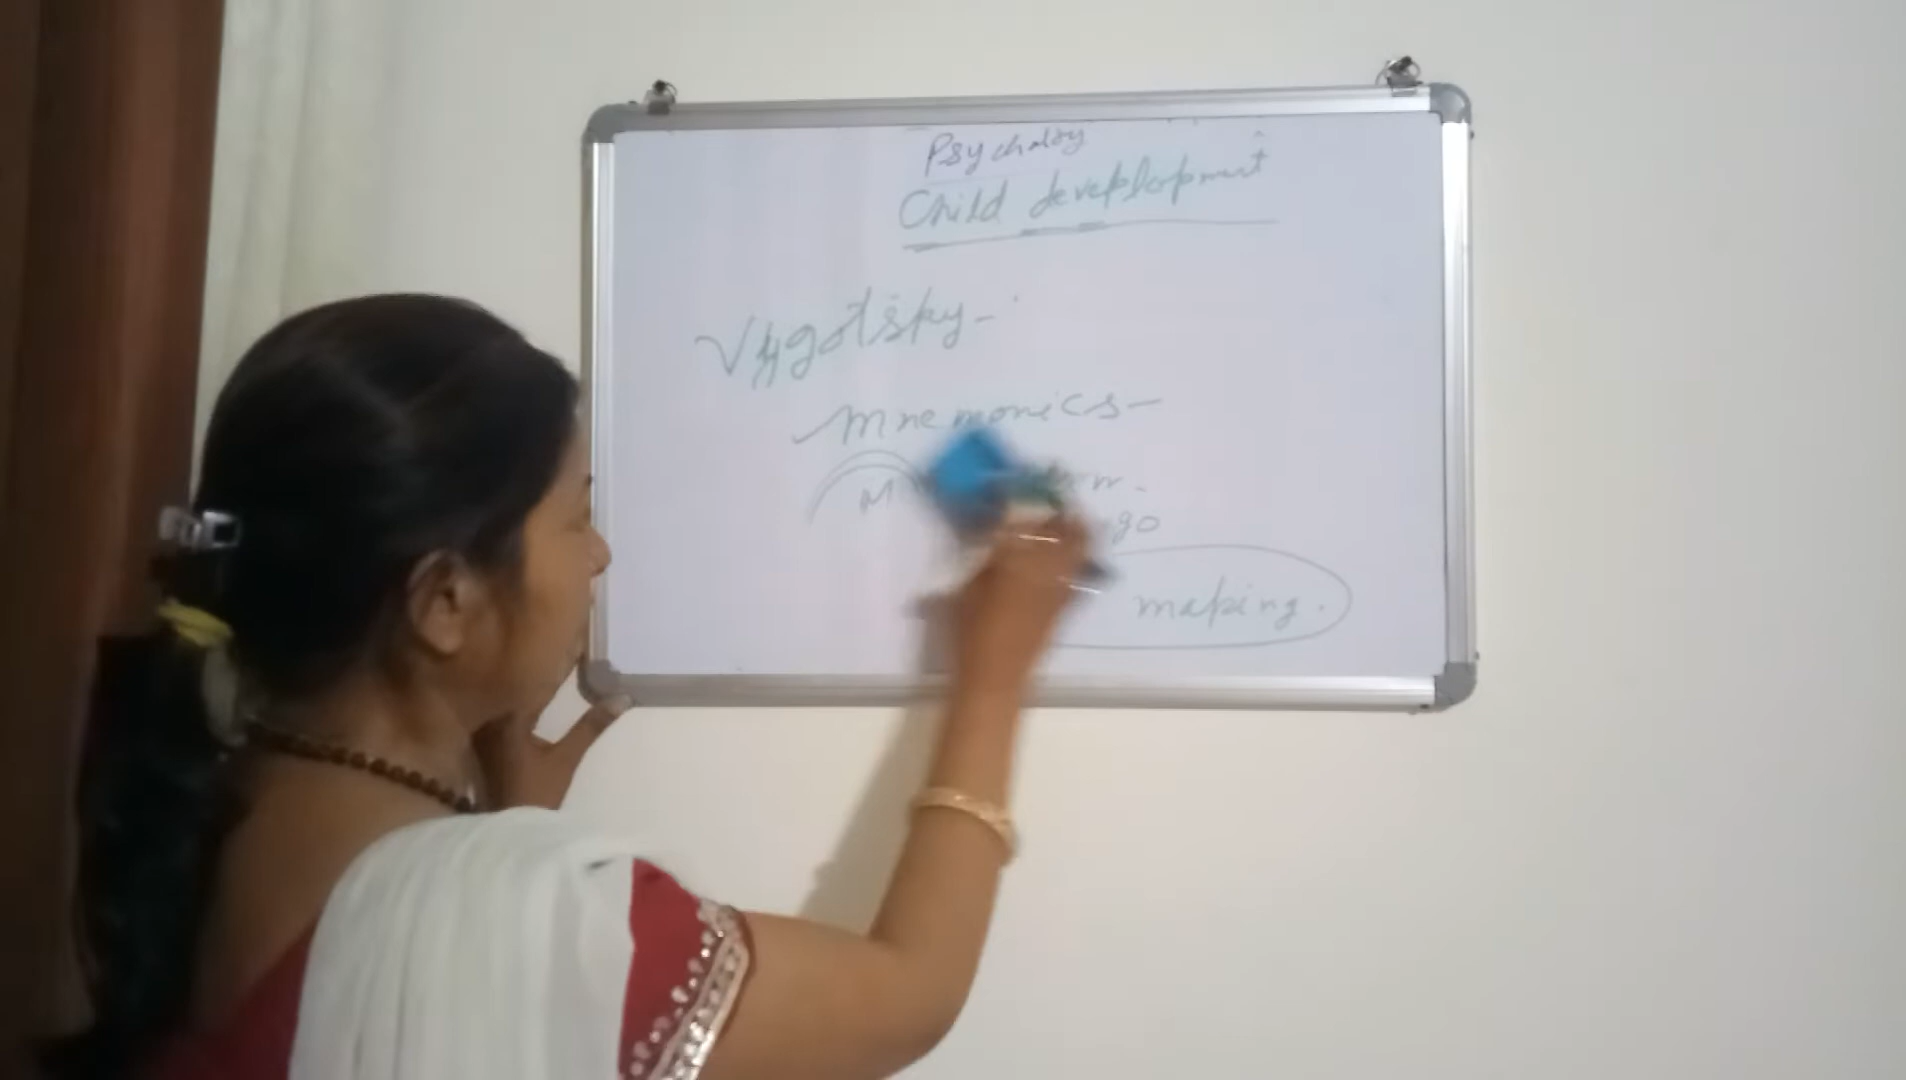 Psychology
Child development
Vygotsky -
Mnemonics -
M
go
making.